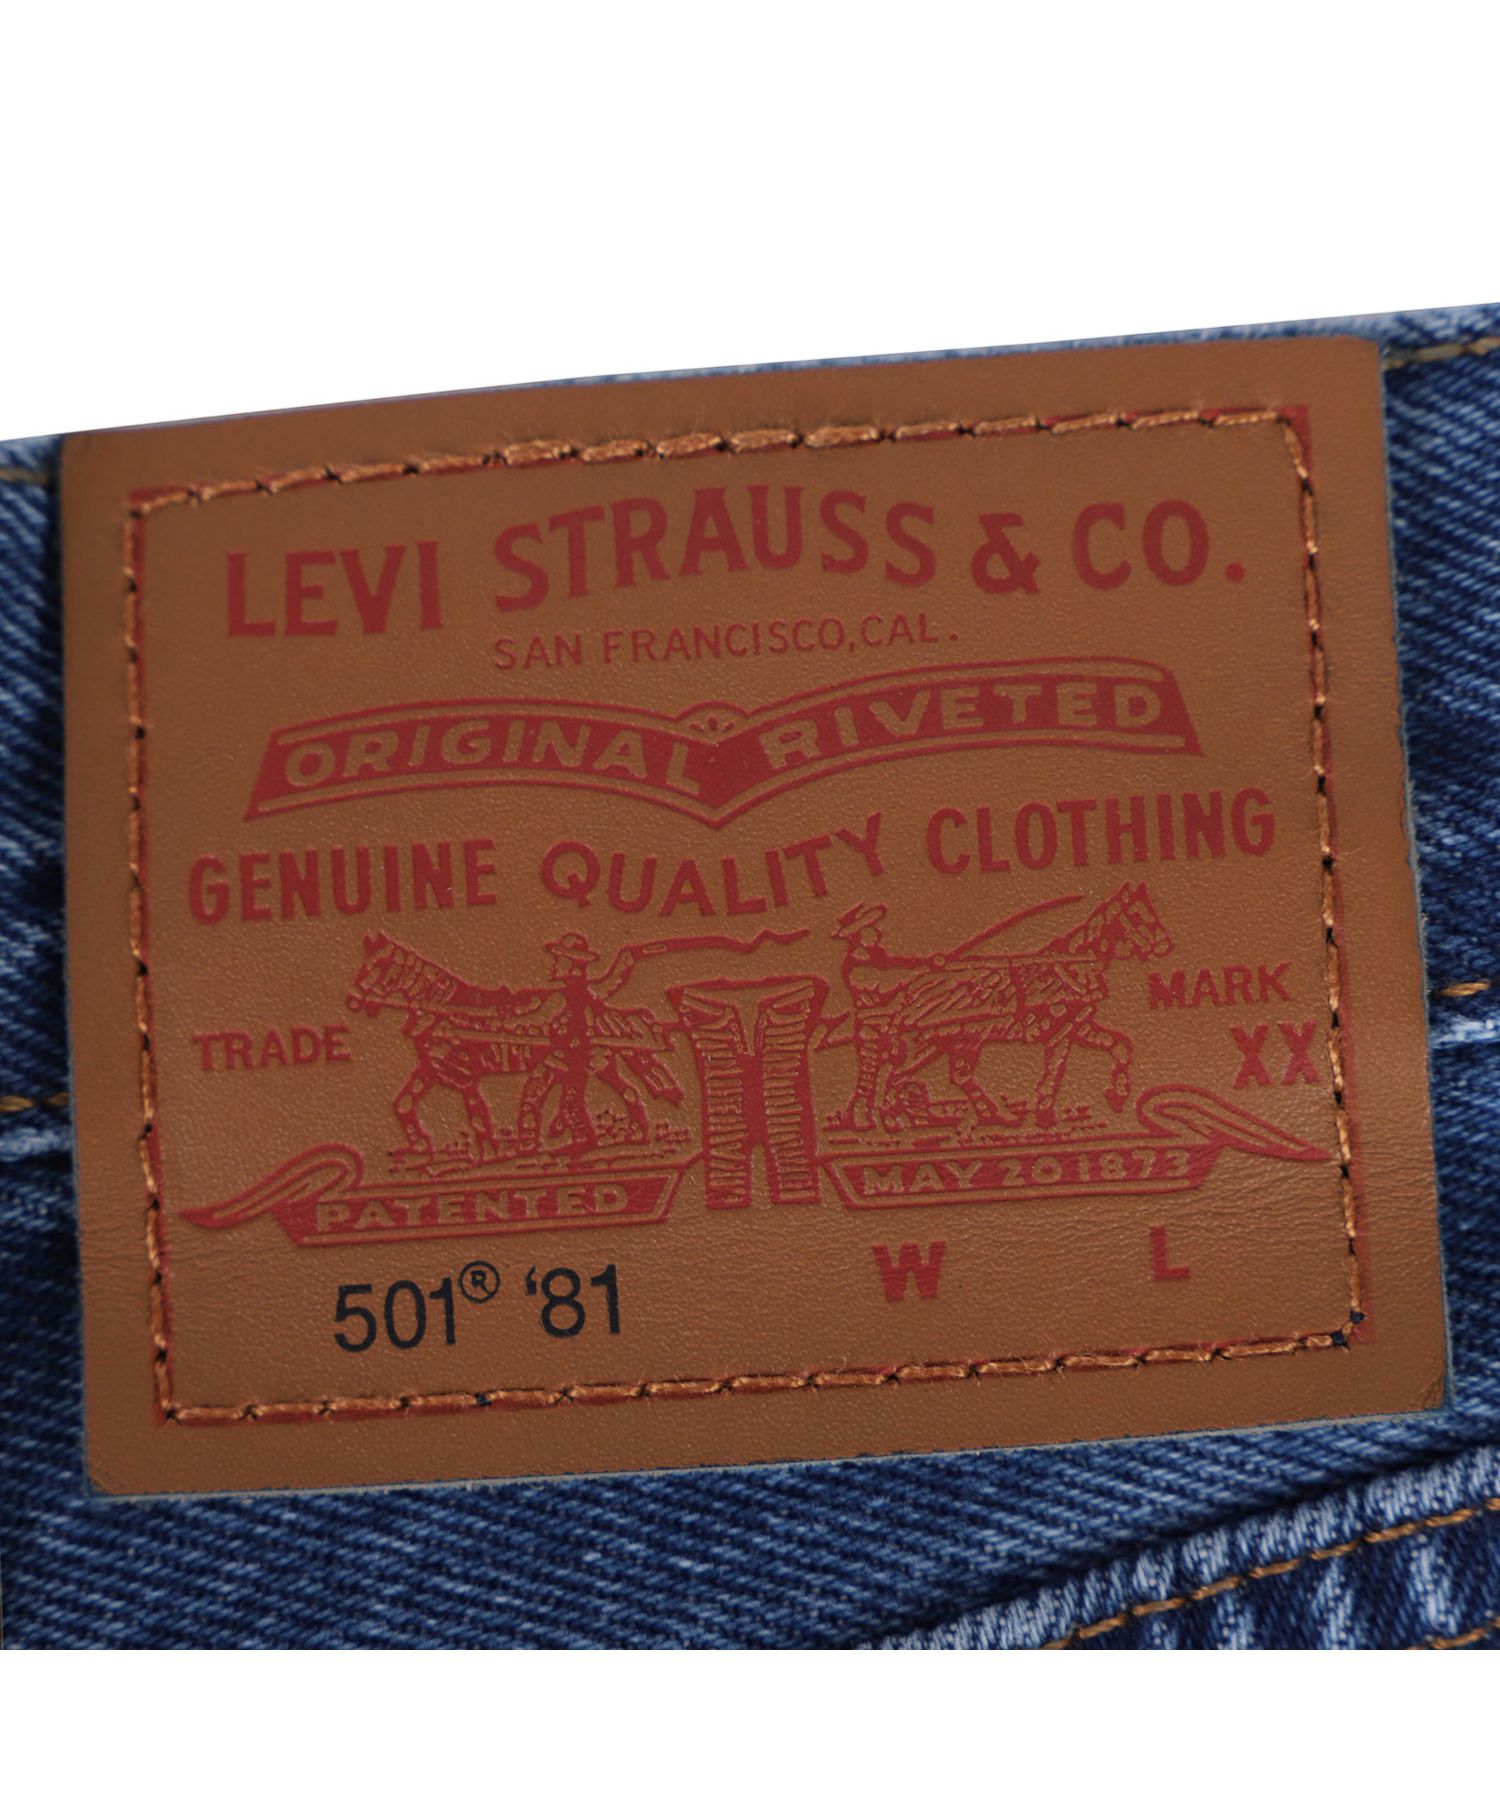 LEVI STRAUSS & CO.
SAN FRANCISCO, CAL.
ORIGINAL RIVETED
GENUINE QUALITY CLOTHING
TRADE MARK
XX
PATENTED MAY 20 1873
501® '81 W L